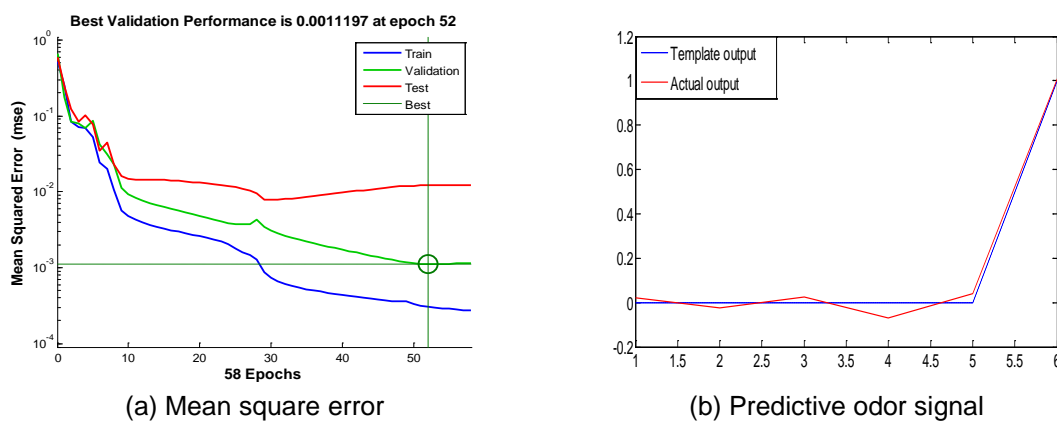 Best Validation Performance is 0.0011197 at epoch 52
Mean Squared Error (mse)
10^0
10^-1
10^-2
10^-3
10^-4
Train
Validation
Test
Best
0
10
20
30
40
50
58 Epochs
(a) Mean square error
1.2
1
0.8
0.6
0.4
0.2
0
-0.2
Template output
Actual output
1
1.5
2
2.5
3
3.5
4
4.5
5
5.5
6
(b) Predictive odor signal